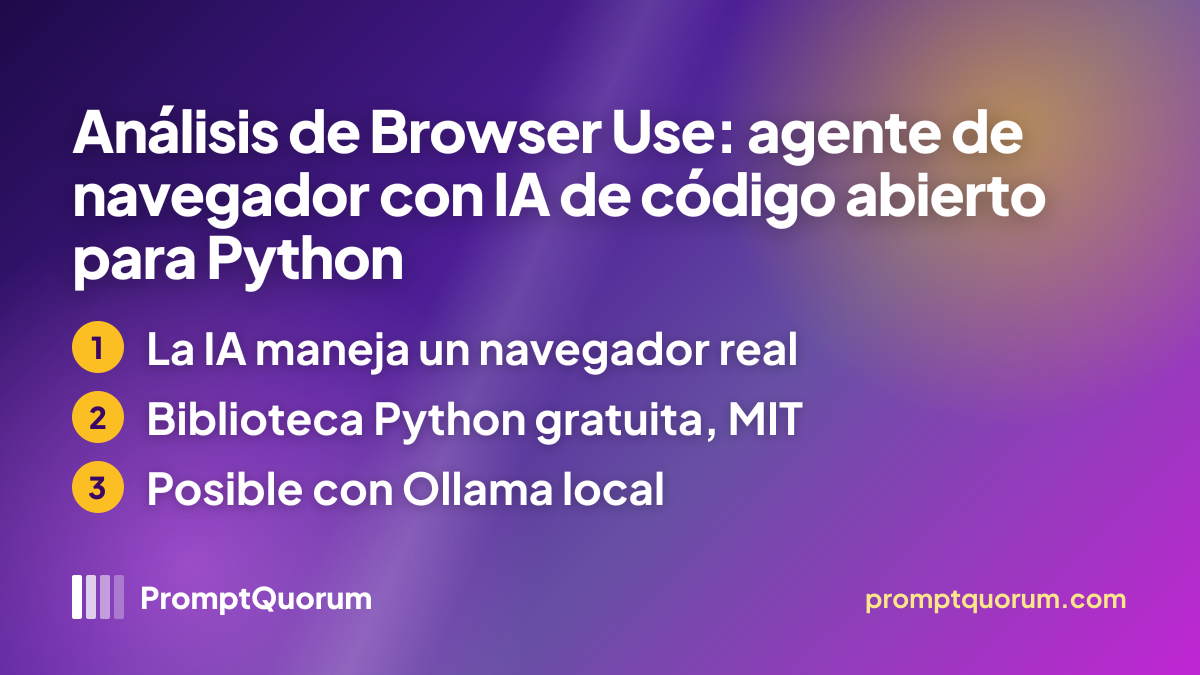 Análisis de Browser Use: agente de
navegador con IA de código abierto
para Python
1 La IA maneja un navegador real
2 Biblioteca Python gratuita, MIT
3 Posible con Ollama local
PromptQuorum
promptquorum.com